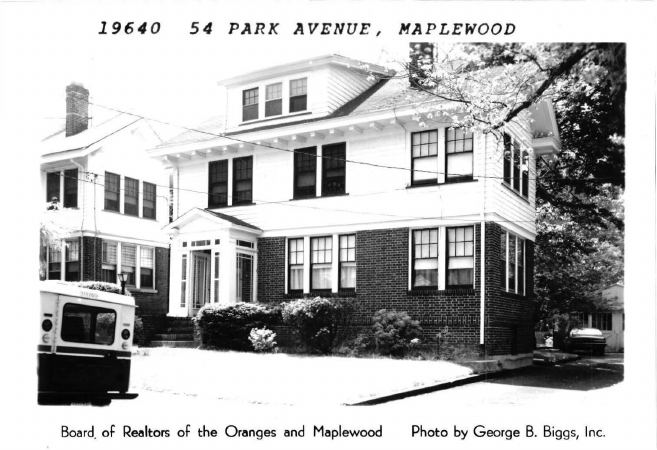 19640 54 PARK AVENUE, MAPLEWOOD
Board of Realtors of the Oranges and Maplewood Photo by George B. Biggs, Inc.